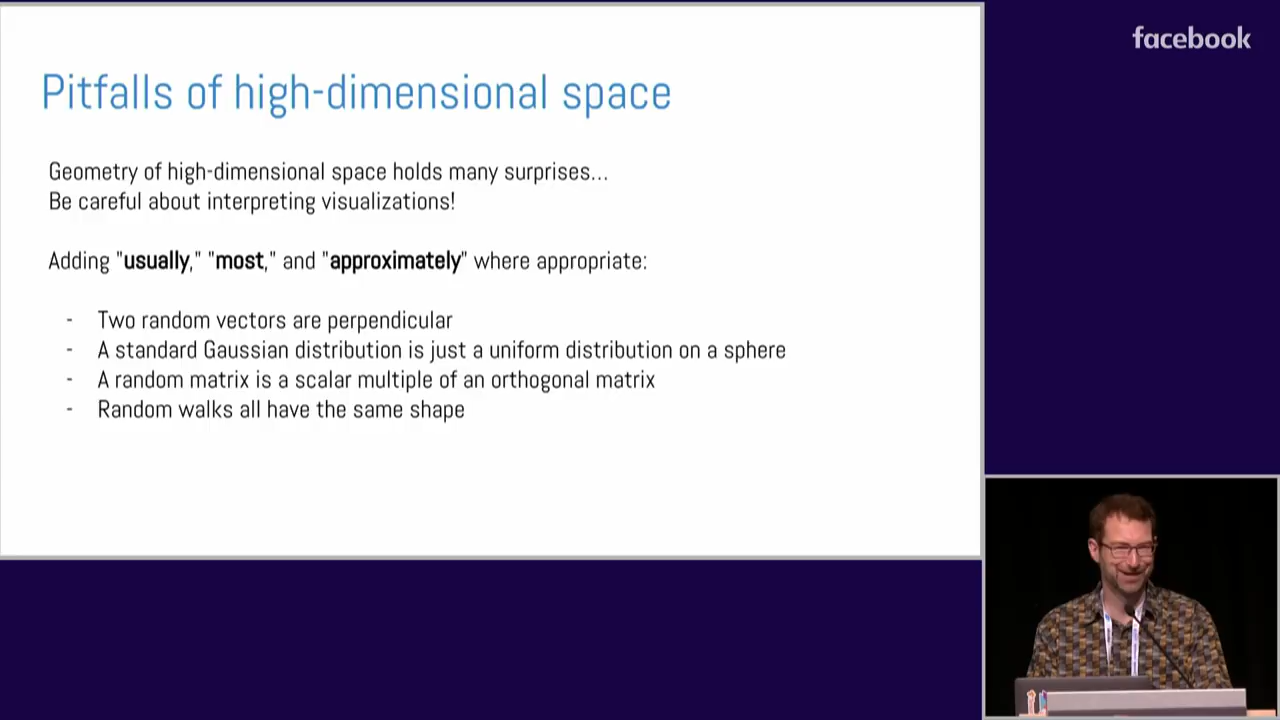 facebook
Pitfalls of high-dimensional space
Geometry of high-dimensional space holds many surprises...
Be careful about interpreting visualizations!
Adding "usually," "most," and "approximately" where appropriate:
- Two random vectors are perpendicular
- A standard Gaussian distribution is just a uniform distribution on a sphere
- A random matrix is a scalar multiple of an orthogonal matrix
- Random walks all have the same shape